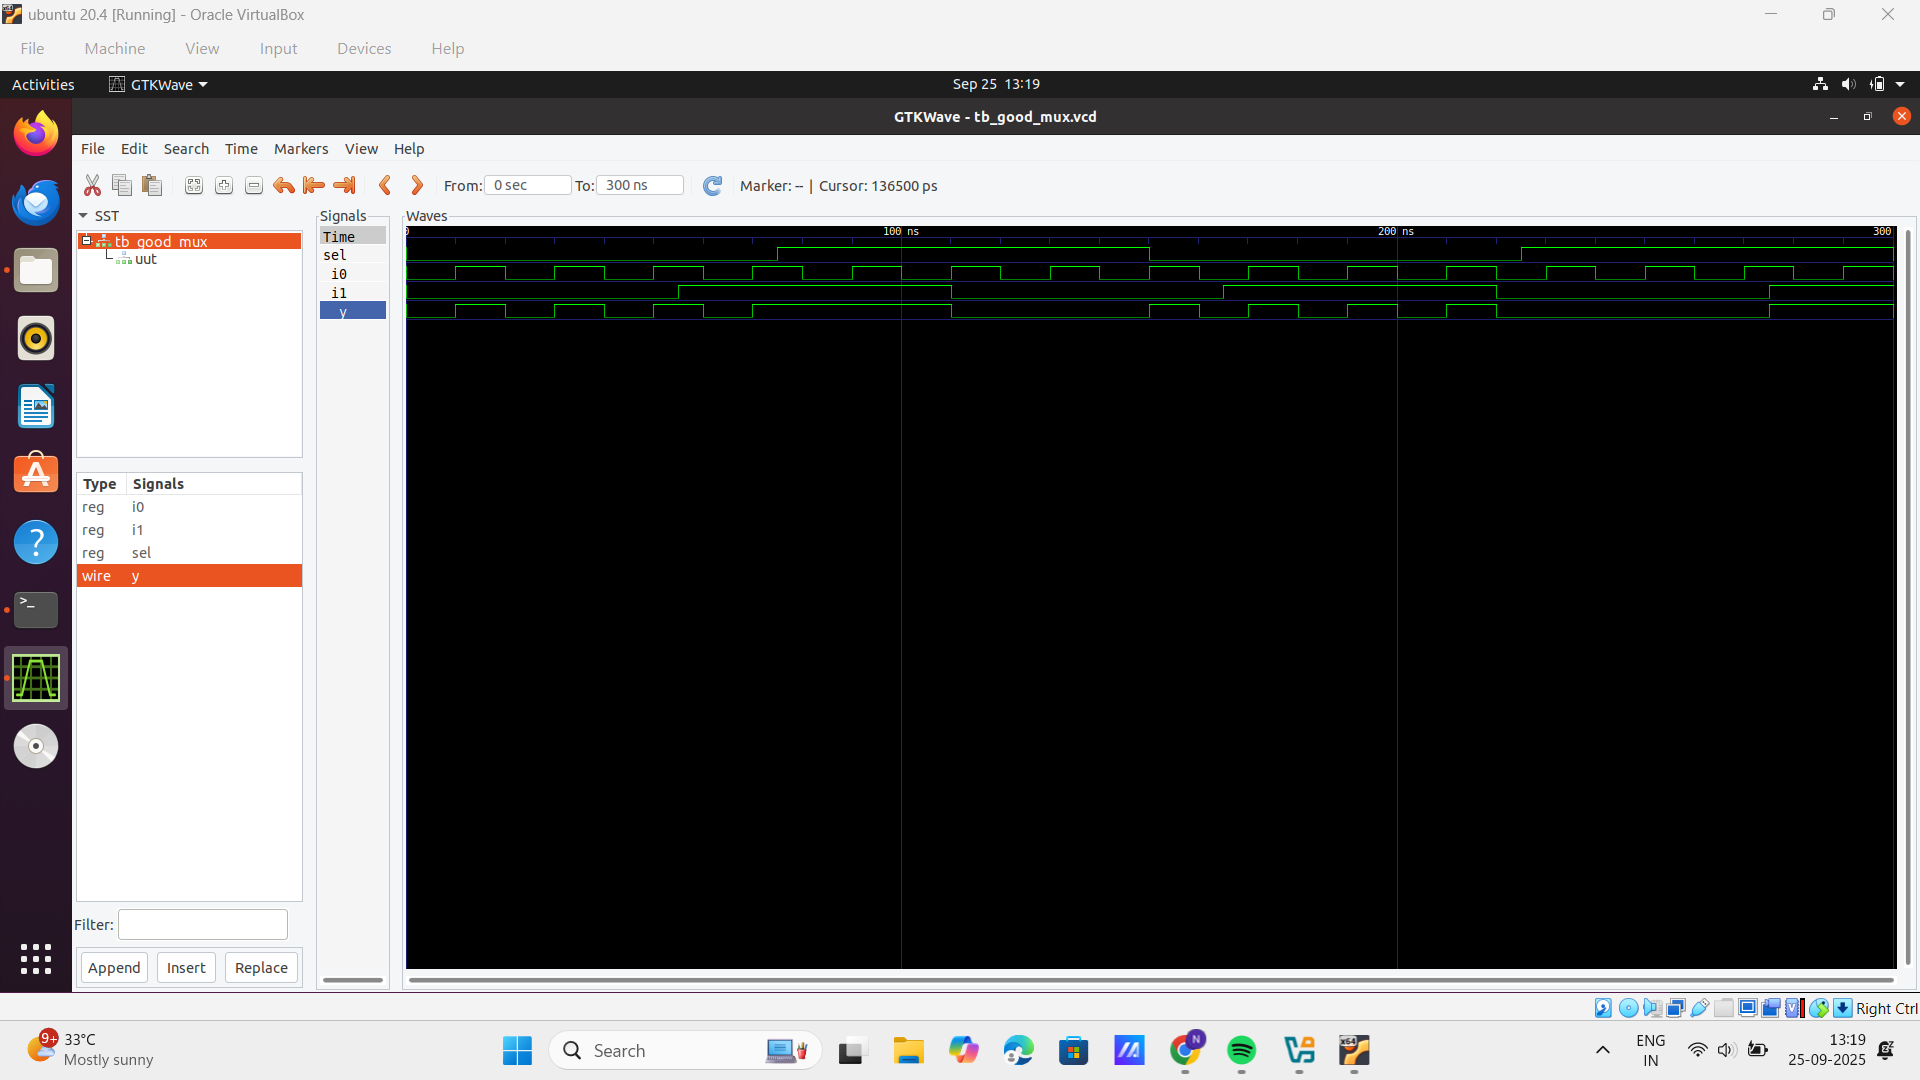 ubuntu 20.4 [Running] - Oracle VirtualBox
File Machine View Input Devices Help
Activities GTKWave Sep 25 13:19
GTKWave - tb_good_mux.vcd
File Edit Search Time Markers View Help
From: 0 sec To: 300 ns Marker: -- | Cursor: 136500 ps
SST
tb_good_mux
uut
Type Signals
reg i0
reg i1
reg sel
wire y
Filter:
Append Insert Replace
Signals
Time
sel
i0
i1
y
Waves
0 100 ns 200 ns 300
Right Ctrl
9+
33°C
Mostly sunny
Search
N
x64
ENG
IN
13:19
25-09-2025